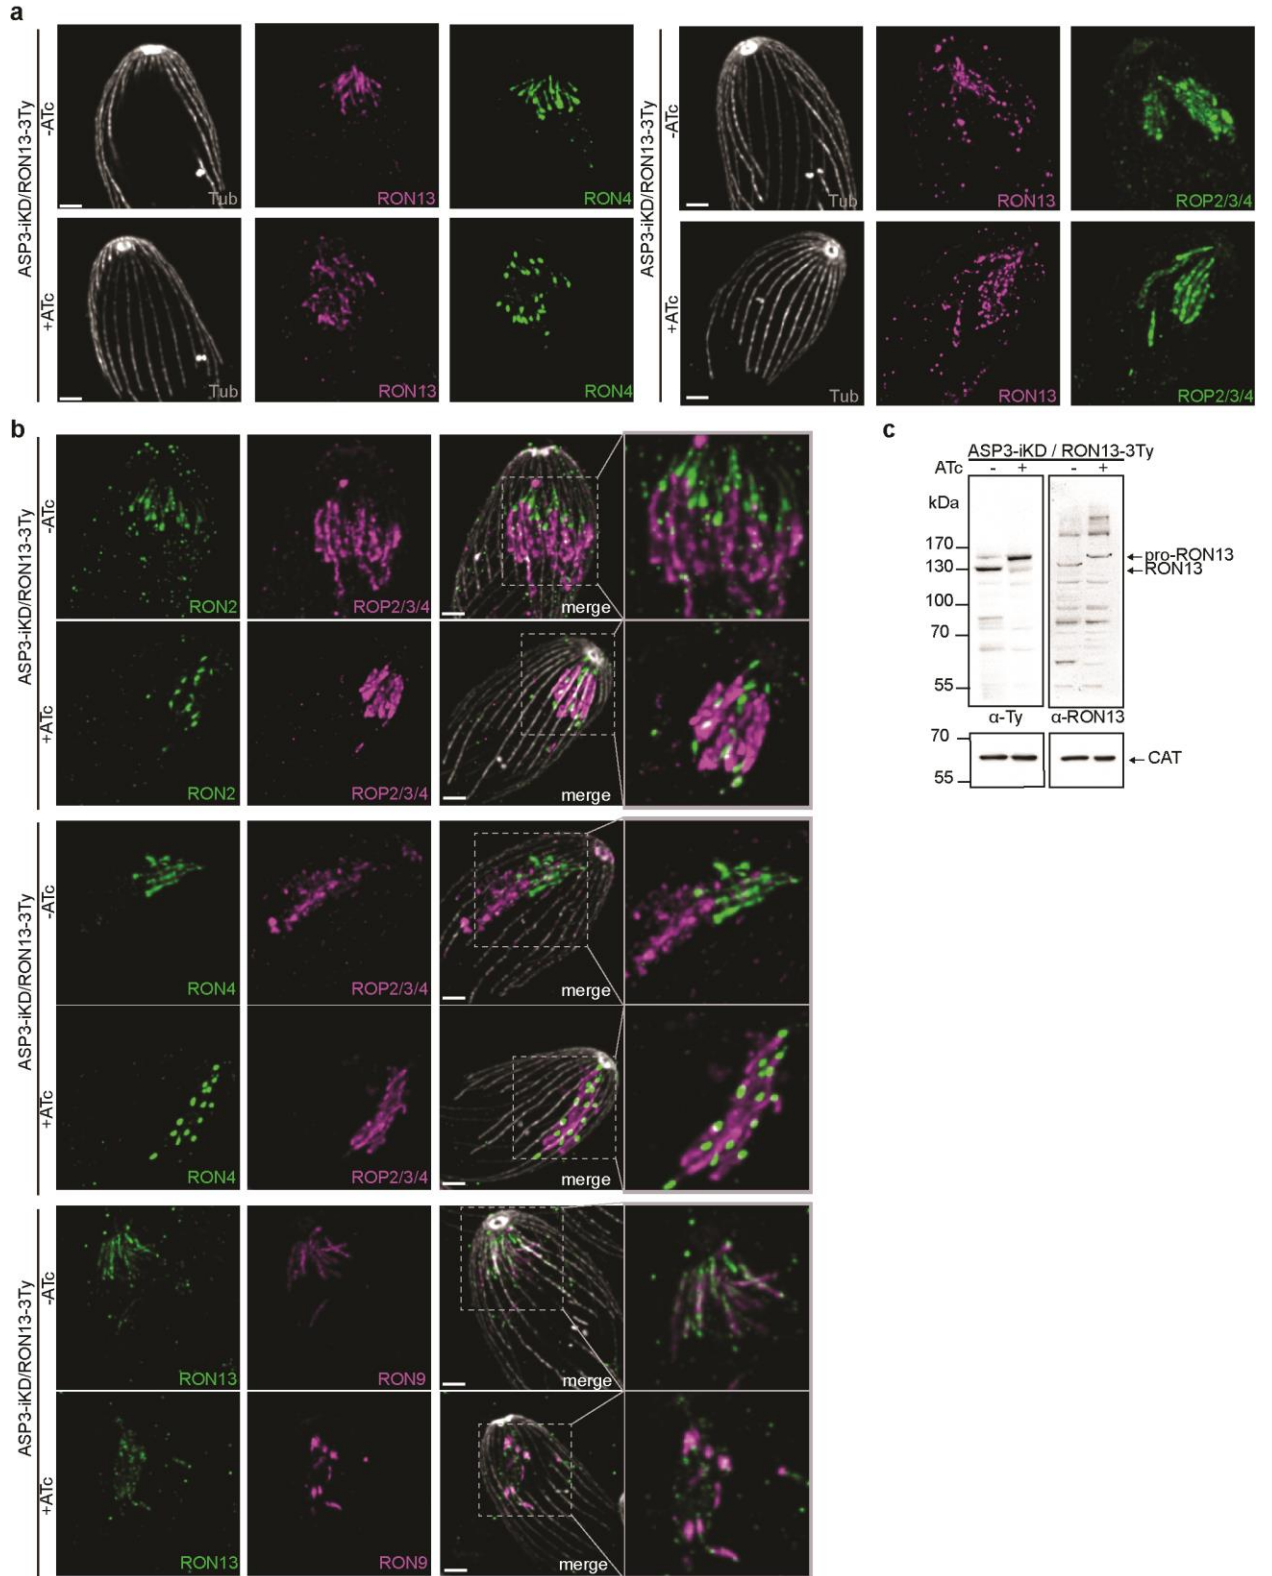 a
ASP3-iKD/RON13-3Ty
-ATc
Tub
RON13
RON4
+ATc
Tub
RON13
RON4
ASP3-iKD/RON13-3Ty
-ATc
Tub
RON13
ROP2/3/4
+ATc
Tub
RON13
ROP2/3/4
b
ASP3-iKD/RON13-3Ty
-ATc
RON2
ROP2/3/4
merge
+ATc
RON2
ROP2/3/4
merge
ASP3-iKD/RON13-3Ty
-ATc
RON4
ROP2/3/4
merge
+ATc
RON4
ROP2/3/4
merge
ASP3-iKD/RON13-3Ty
-ATc
RON13
RON9
merge
+ATc
RON13
RON9
merge
c
ASP3-iKD / RON13-3Ty
ATc - + - +
kDa
170
130
100
70
55
pro-RON13
RON13
α-Ty α-RON13
70
55
CAT